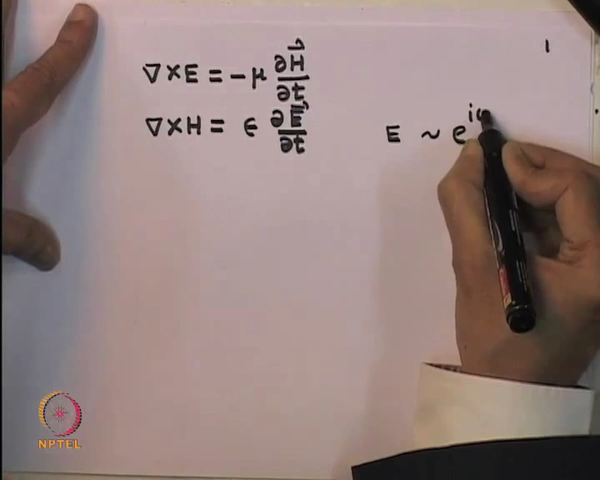 1
∇×E = −μ ∂H⃗/∂t
∇×H = ϵ ∂E⃗/∂t
E ~ e^i
NPTEL